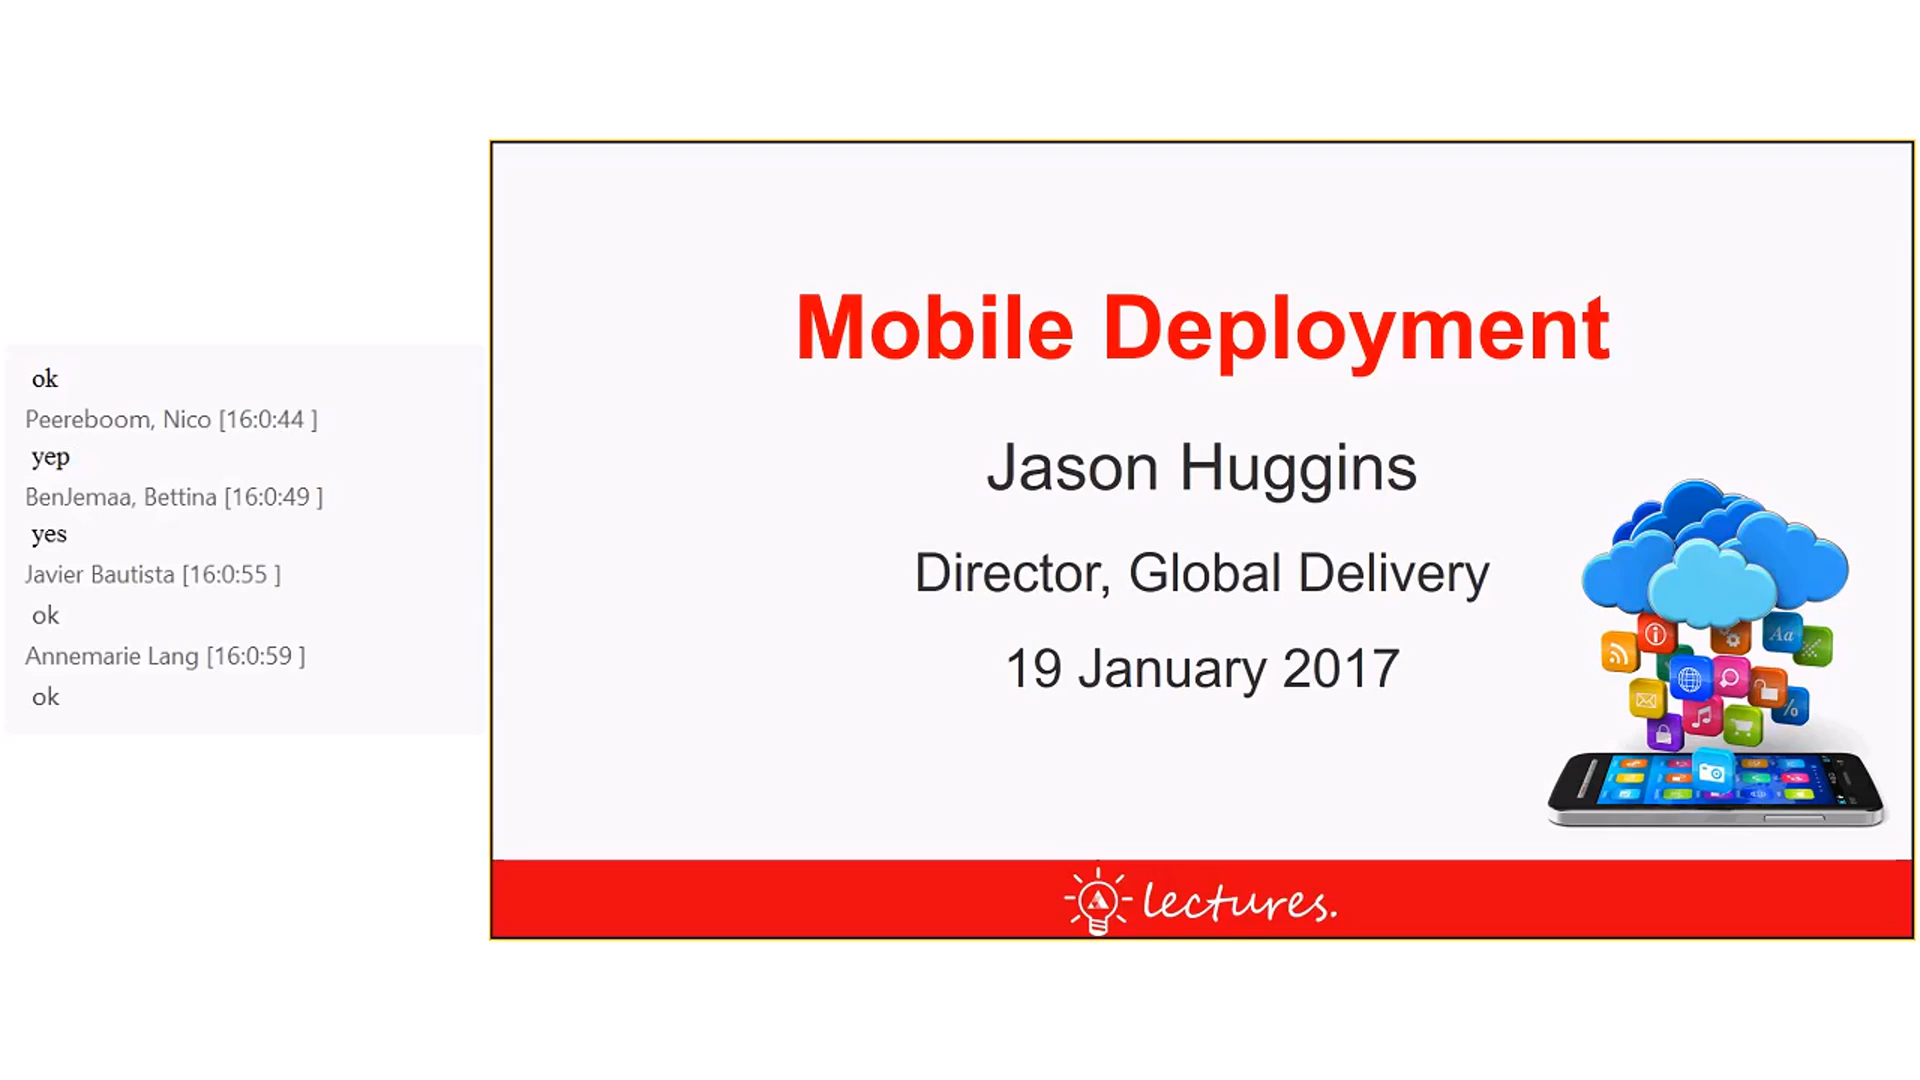 ok
Peereboom, Nico [16:0:44 ]
yep
BenJemaa, Bettina [16:0:49 ]
yes
Javier Bautista [16:0:55 ]
ok
Annemarie Lang [16:0:59 ]
ok
Mobile Deployment
Jason Huggins
Director, Global Delivery
19 January 2017
Aa
%
lectures.